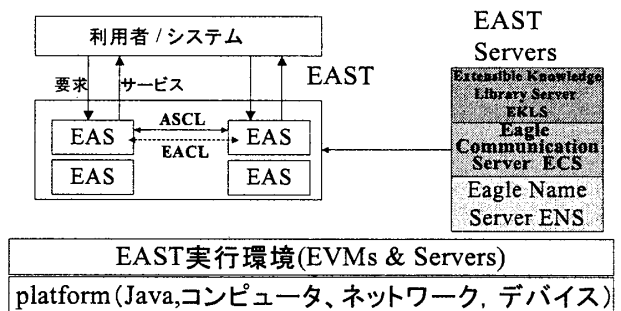 利用者 / システム
要求
サービス
EAST
EAS
ASCL
EAS
EACL
EAS
EAS
EAST
Servers
Extensible Knowledge
Library Server
EKLS
Eagle
Communication
Server ECS
Eagle Name
Server ENS
EAST実行環境(EVMs & Servers)
platform(Java,コンピュータ、ネットワーク, デバイス)